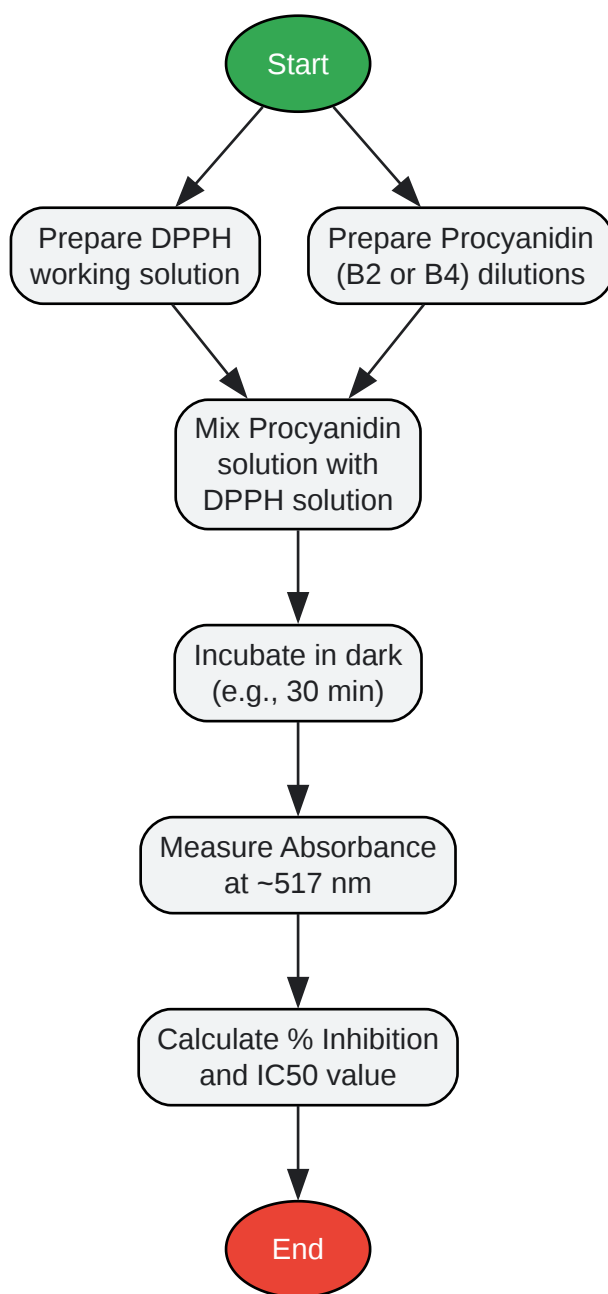 Start
Prepare DPPH
working solution
Prepare Procyanidin
(B2 or B4) dilutions
Mix Procyanidin
solution with
DPPH solution
Incubate in dark
(e.g., 30 min)
Measure Absorbance
at ~517 nm
Calculate % Inhibition
and IC50 value
End